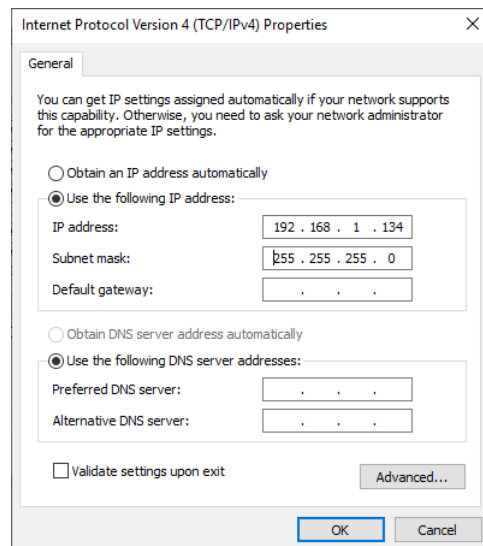 Internet Protocol Version 4 (TCP/IPv4) Properties
General
You can get IP settings assigned automatically if your network supports
this capability. Otherwise, you need to ask your network administrator
for the appropriate IP settings.
Obtain an IP address automatically
Use the following IP address:
IP address: 192 . 168 . 1 . 134
Subnet mask: 255 . 255 . 255 . 0
Default gateway: . . .
Obtain DNS server address automatically
Use the following DNS server addresses:
Preferred DNS server: . . .
Alternative DNS server: . . .
Validate settings upon exit
Advanced...
OK Cancel